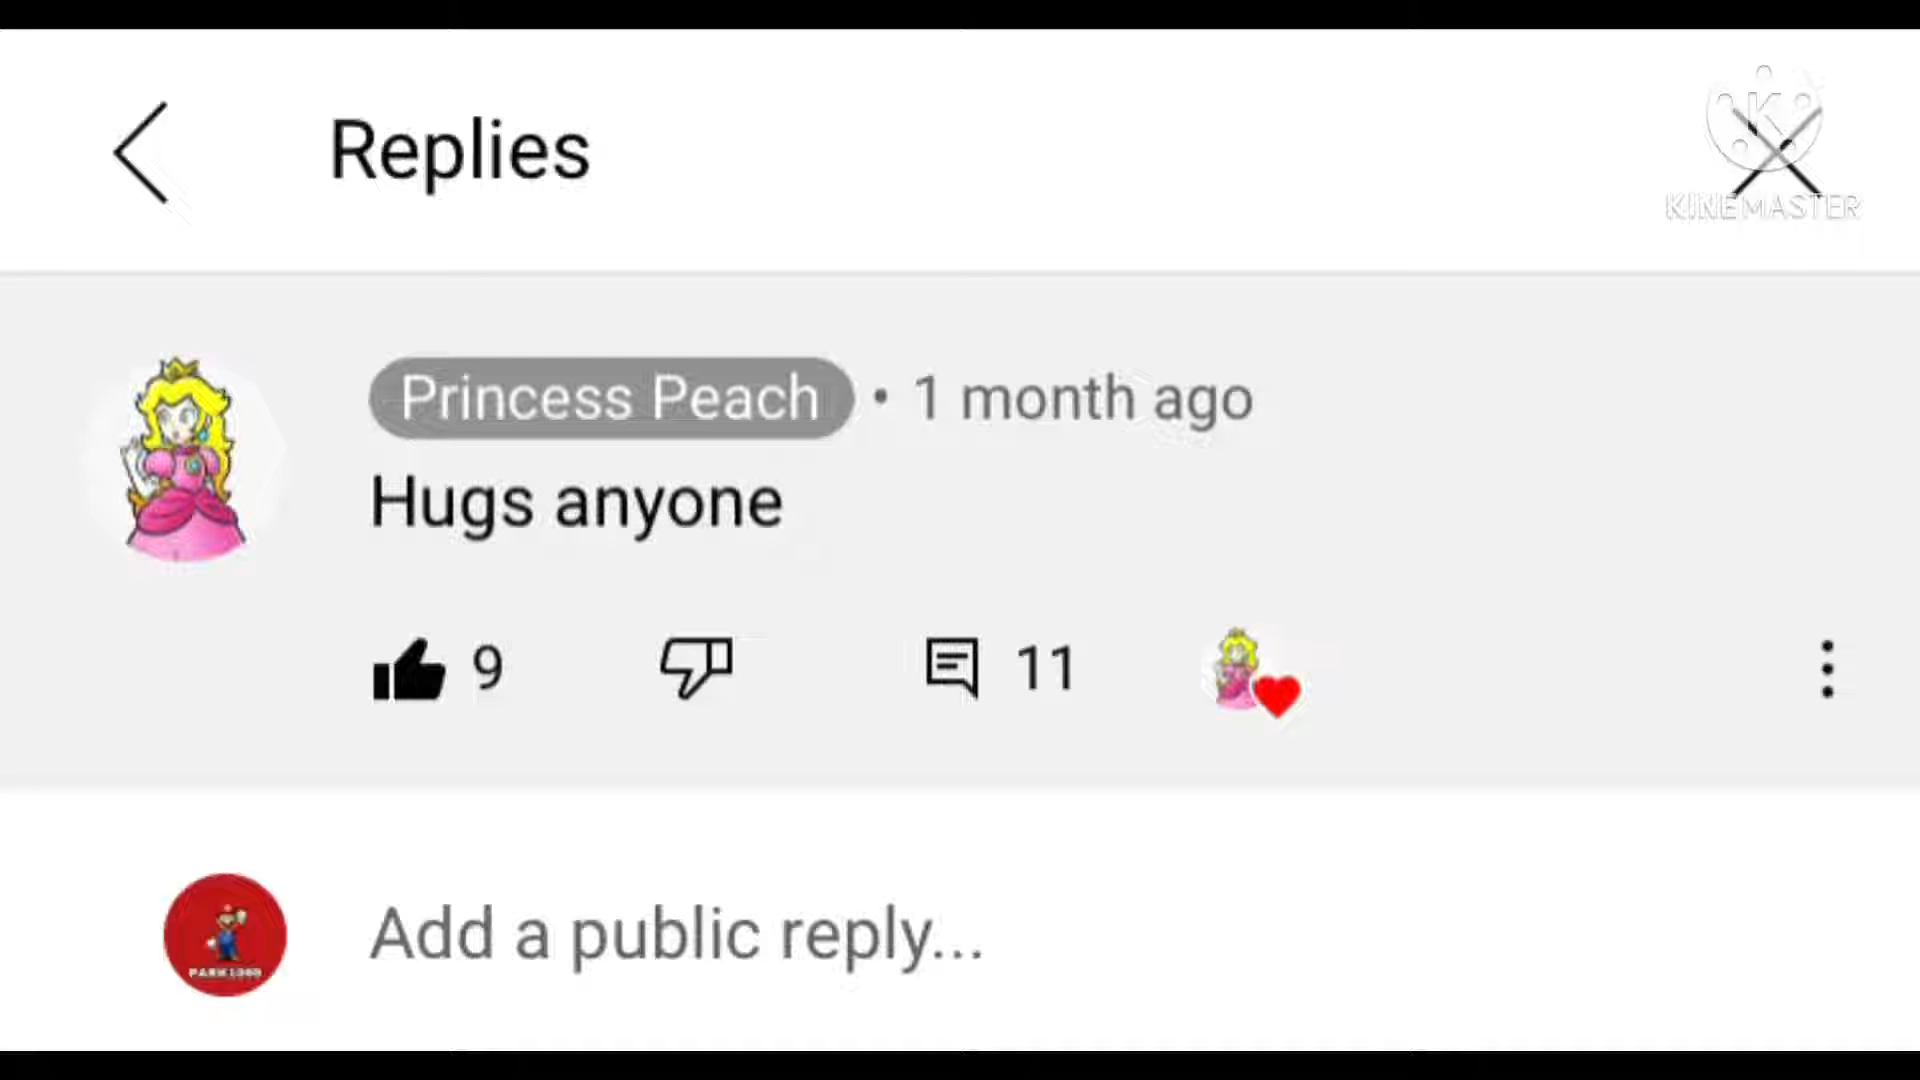 Replies
K
KINEMASTER
Princess Peach • 1 month ago
Hugs anyone
9
11
Add a public reply...